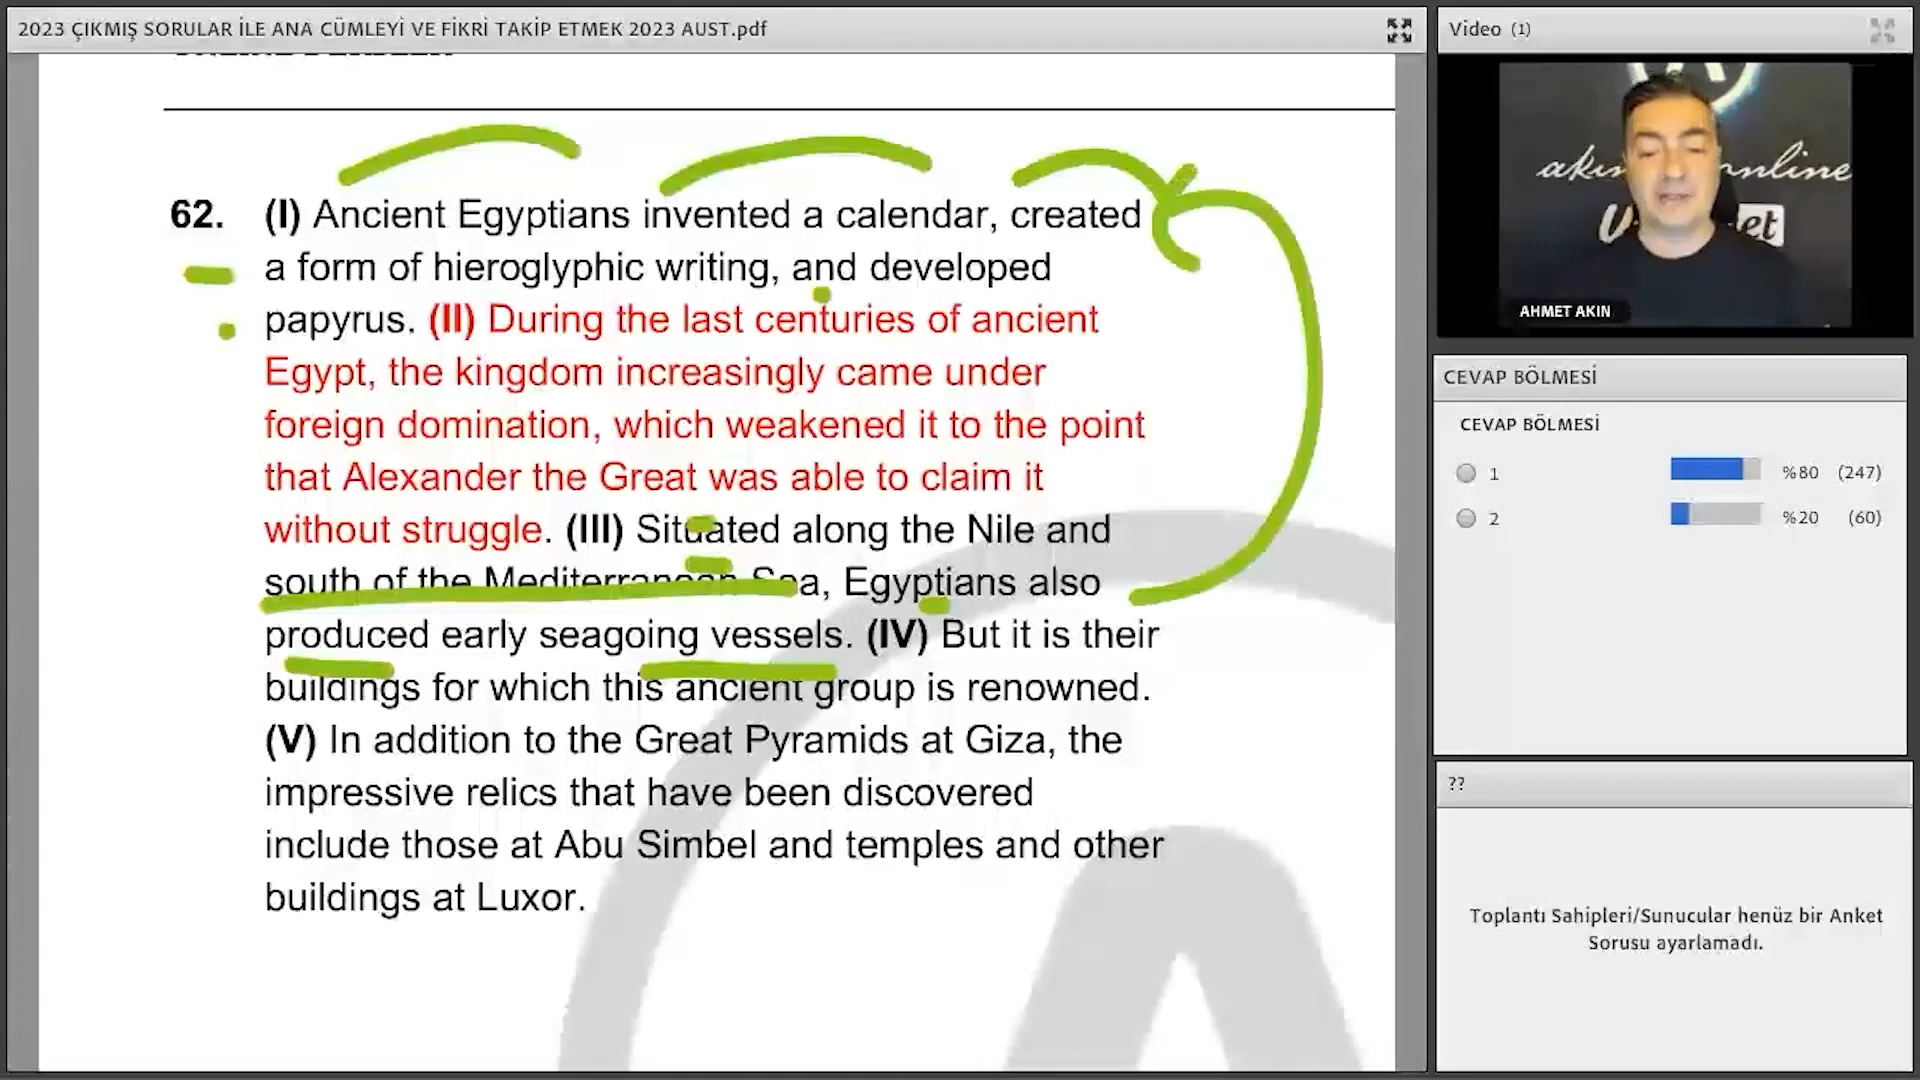 2023 ÇIKMIŞ SORULAR İLE ANA CÜMLEYİ VE FİKRİ TAKİP ETMEK 2023 AUST.pdf
62. (I) Ancient Egyptians invented a calendar, created
a form of hieroglyphic writing, and developed
papyrus. (II) During the last centuries of ancient
Egypt, the kingdom increasingly came under
foreign domination, which weakened it to the point
that Alexander the Great was able to claim it
without struggle. (III) Situated along the Nile and
south of the Mediterranean Sea, Egyptians also
produced early seagoing vessels. (IV) But it is their
buildings for which this ancient group is renowned.
(V) In addition to the Great Pyramids at Giza, the
impressive relics that have been discovered
include those at Abu Simbel and temples and other
buildings at Luxor.
Video (1)
AHMET AKIN
CEVAP BÖLMESİ
CEVAP BÖLMESİ
1 %80 (247)
2 %20 (60)
??
Toplantı Sahipleri/Sunucular henüz bir Anket
Sorusu ayarlamadı.